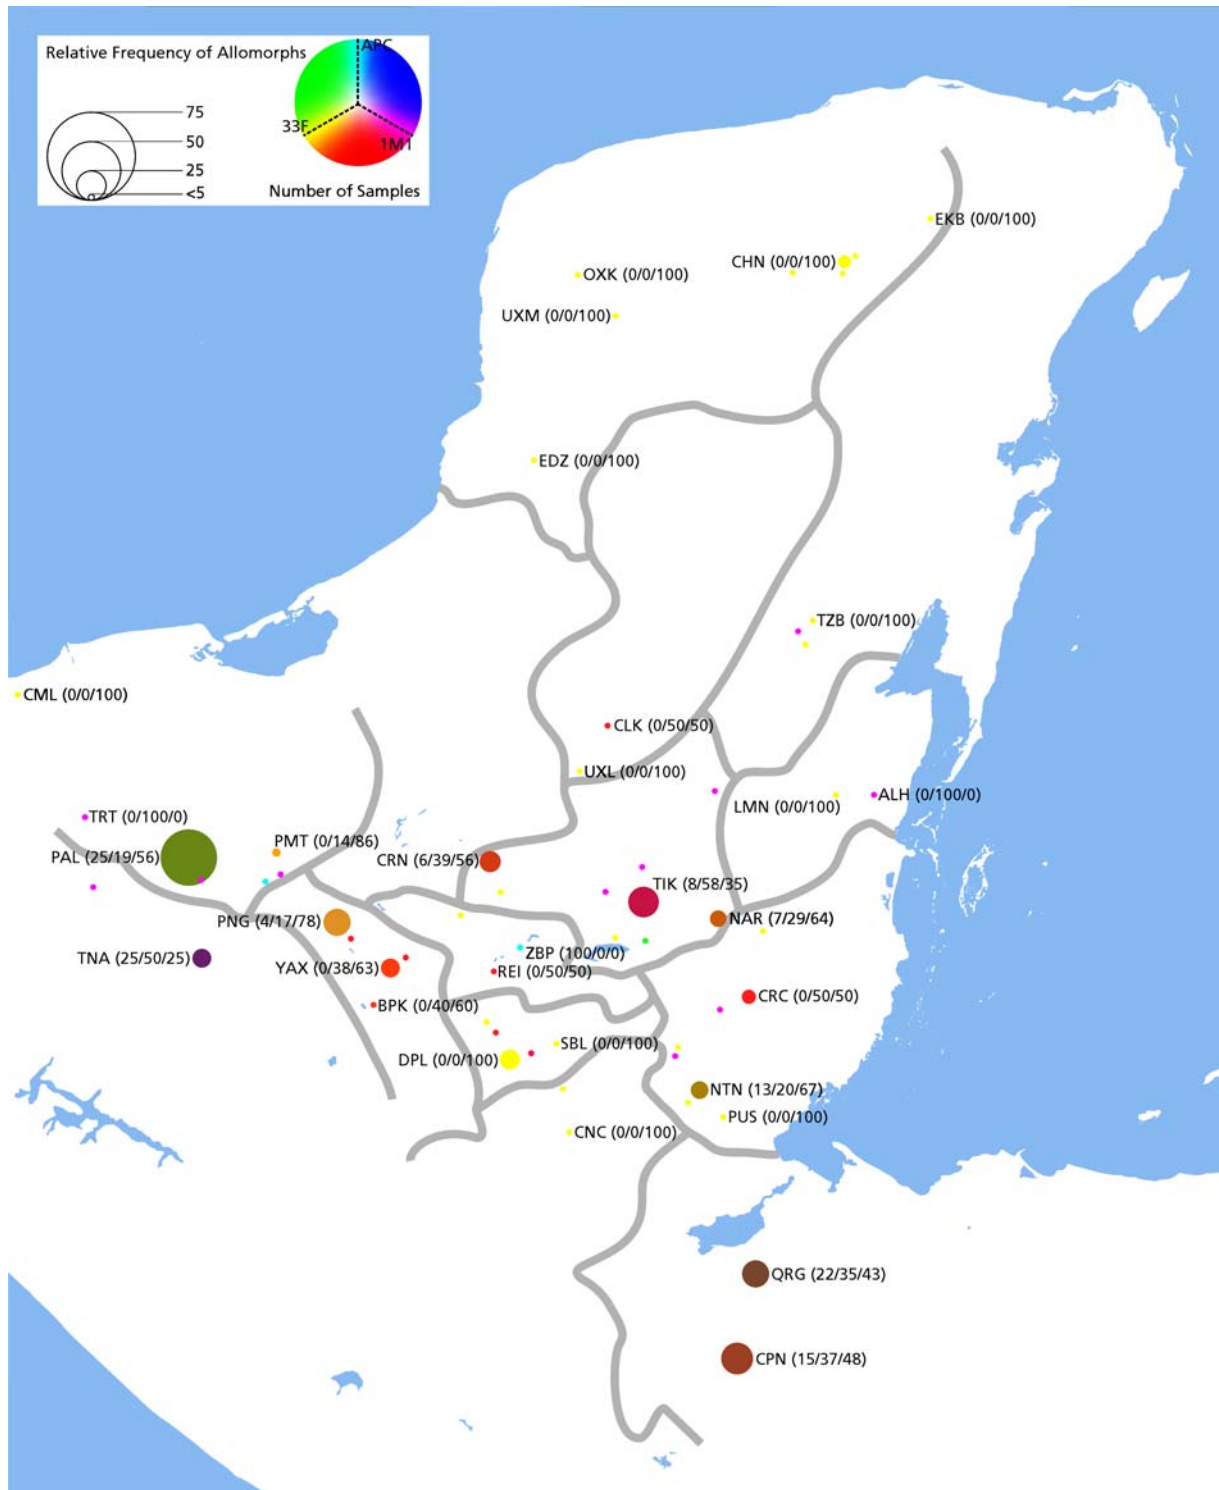 Relative Frequency of Allomorphs
APC
75
50
33F
1M1
25
<5
Number of Samples
EKB (0/0/100)
CHN (0/0/100)
OXK (0/0/100)
UXM (0/0/100)
EDZ (0/0/100)
TZB (0/0/100)
CML (0/0/100)
CLK (0/50/50)
UXL (0/0/100)
LMN (0/0/100)
ALH (0/100/0)
TRT (0/100/0)
PMT (0/14/86)
PAL (25/19/56)
CRN (6/39/56)
TIK (8/58/35)
PNG (4/17/78)
NAR (7/29/64)
ZBP (100/0/0)
TNA (25/50/25)
YAX (0/38/63)
REI (0/50/50)
CRC (0/50/50)
BPK (0/40/60)
SBL (0/0/100)
DPL (0/0/100)
NTN (13/20/67)
PUS (0/0/100)
CNC (0/0/100)
QRG (22/35/43)
CPN (15/37/48)